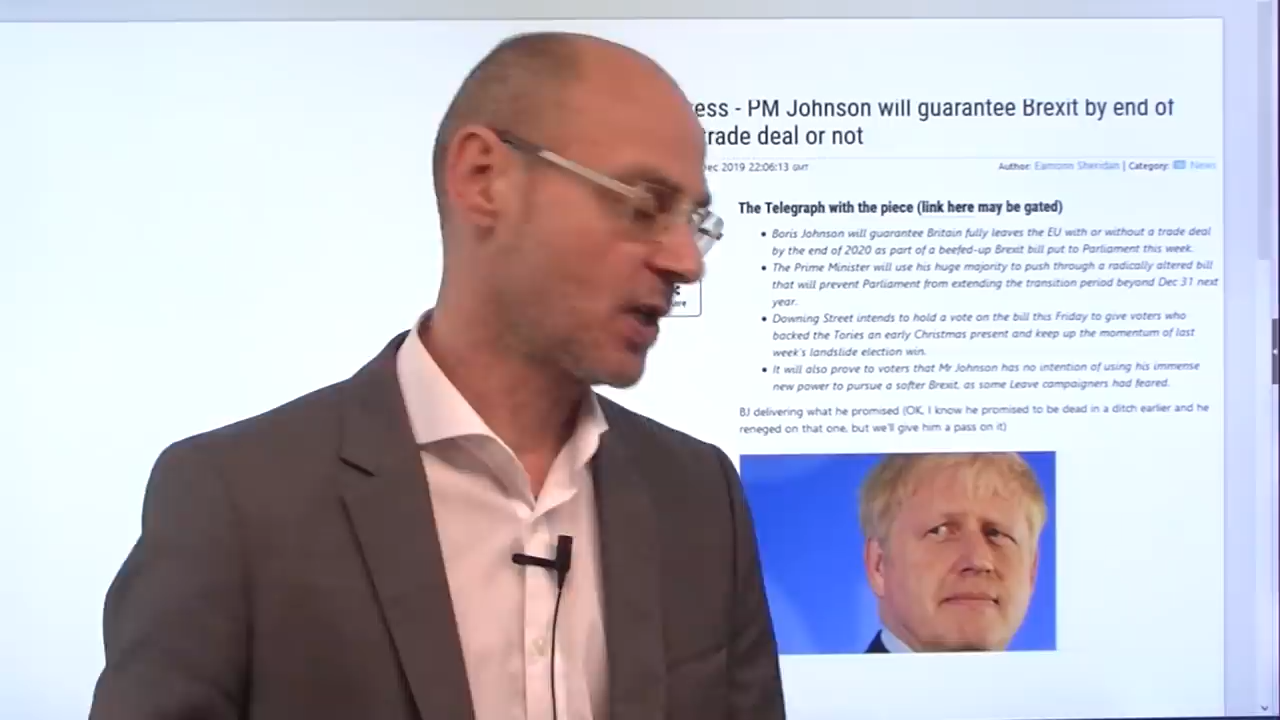 ess - PM Johnson will guarantee Brexit by end of
trade deal or not
ec 2019 22:06:13 GMT
Author: Eamonn Sheridan | Category: News
The Telegraph with the piece (link here may be gated)
• Boris Johnson will guarantee Britain fully leaves the EU with or without a trade deal
by the end of 2020 as part of a beefed-up Brexit bill put to Parliament this week.
• The Prime Minister will use his huge majority to push through a radically altered bill
that will prevent Parliament from extending the transition period beyond Dec 31 next
year.
• Downing Street intends to hold a vote on the bill this Friday to give voters who
backed the Tories an early Christmas present and keep up the momentum of last
week's landslide election win.
• It will also prove to voters that Mr Johnson has no intention of using his immense
new power to pursue a softer Brexit, as some Leave campaigners had feared.
BJ delivering what he promised (OK, I know he promised to be dead in a ditch earlier and he
reneged on that one, but we'll give him a pass on it)